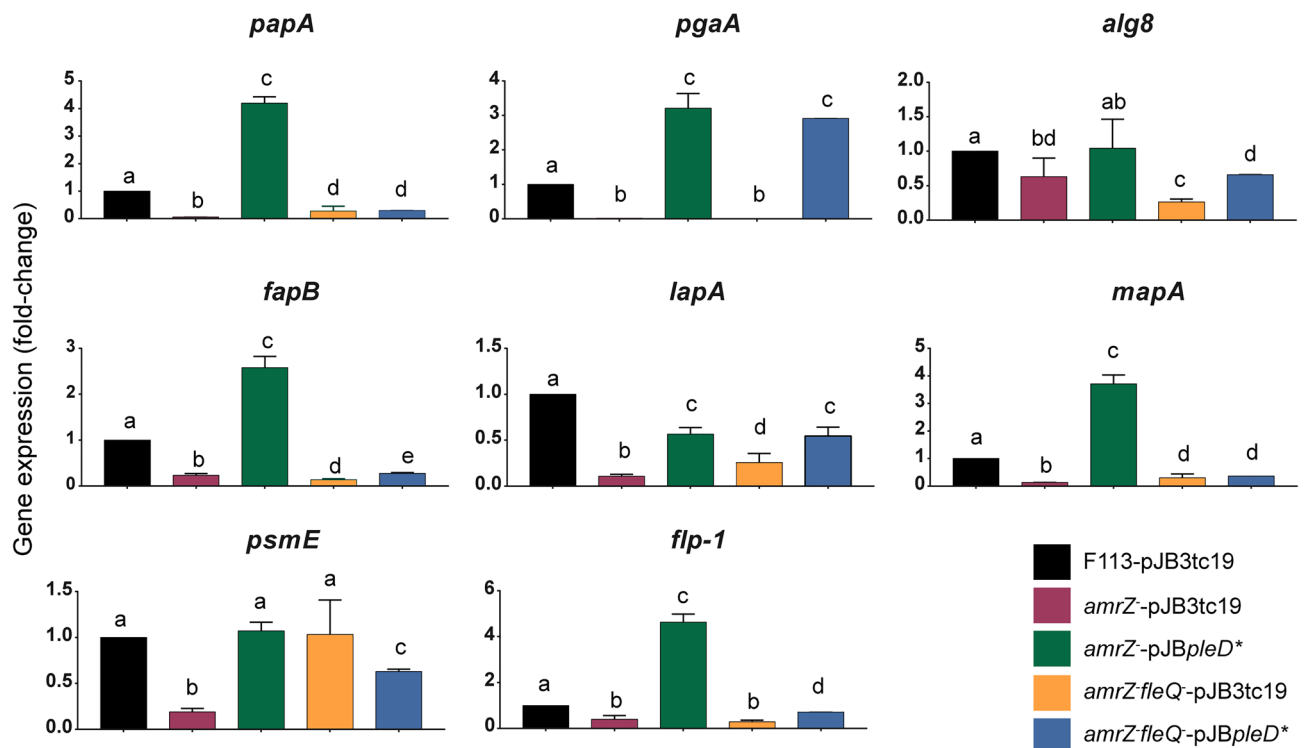 papA
pgaA
alg8
Gene expression (fold-change)
5
4
3
2
1
0
a
b
c
d
d
4
3
2
1
0
a
b
c
b
c
2.0
1.5
1.0
0.5
0.0
a
bd
ab
c
d
fapB
lapA
mapA
3
2
1
0
a
b
c
d
e
1.5
1.0
0.5
0.0
a
b
c
d
c
5
4
3
2
1
0
a
b
c
d
d
psmE
flp-1
1.5
1.0
0.5
0.0
a
b
a
a
c
6
4
2
0
a
b
c
b
d
F113-pJB3tc19
amrZ⁻-pJB3tc19
amrZ⁻-pJBpleD*
amrZ⁻fleQ⁻-pJB3tc19
amrZ⁻fleQ⁻-pJBpleD*